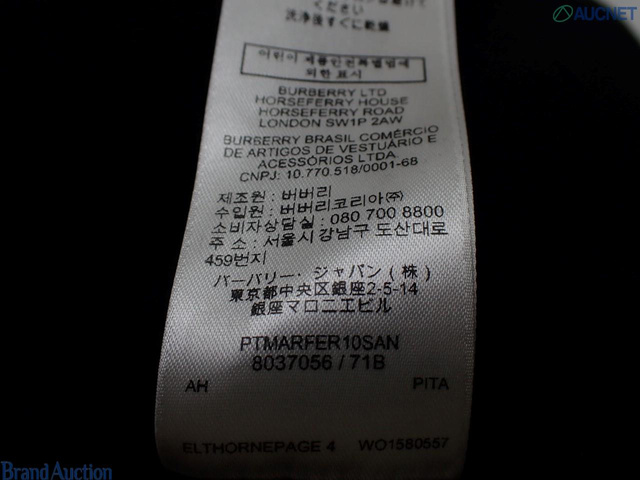 AUCNET
ください
洗浄後すぐに乾燥
어린이 제품안전특별법에
의한 표시
BURBERRY LTD
HORSEFERRY HOUSE
HORSEFERRY ROAD
LONDON SW1P 2AW
BURBERRY BRASIL COMÉRCIO
DE ARTIGOS DE VESTUÁRIO E
ACESSÓRIOS LTDA.
CNPJ: 10.770.518/0001-68
제조원 : 버버리
수입원 : 버버리코리아(주)
소비자상담실 : 080 700 8800
주 소 : 서울시 강남구 도산대로
459번지
バーバリー・ジャパン(株)
東京都中央区銀座2-5-14
銀座マロニエビル
PTMARFER10SAN
8037056 / 71B
AH PITA
ELTHORNEPAGE 4 WO1580557
Brand Auction